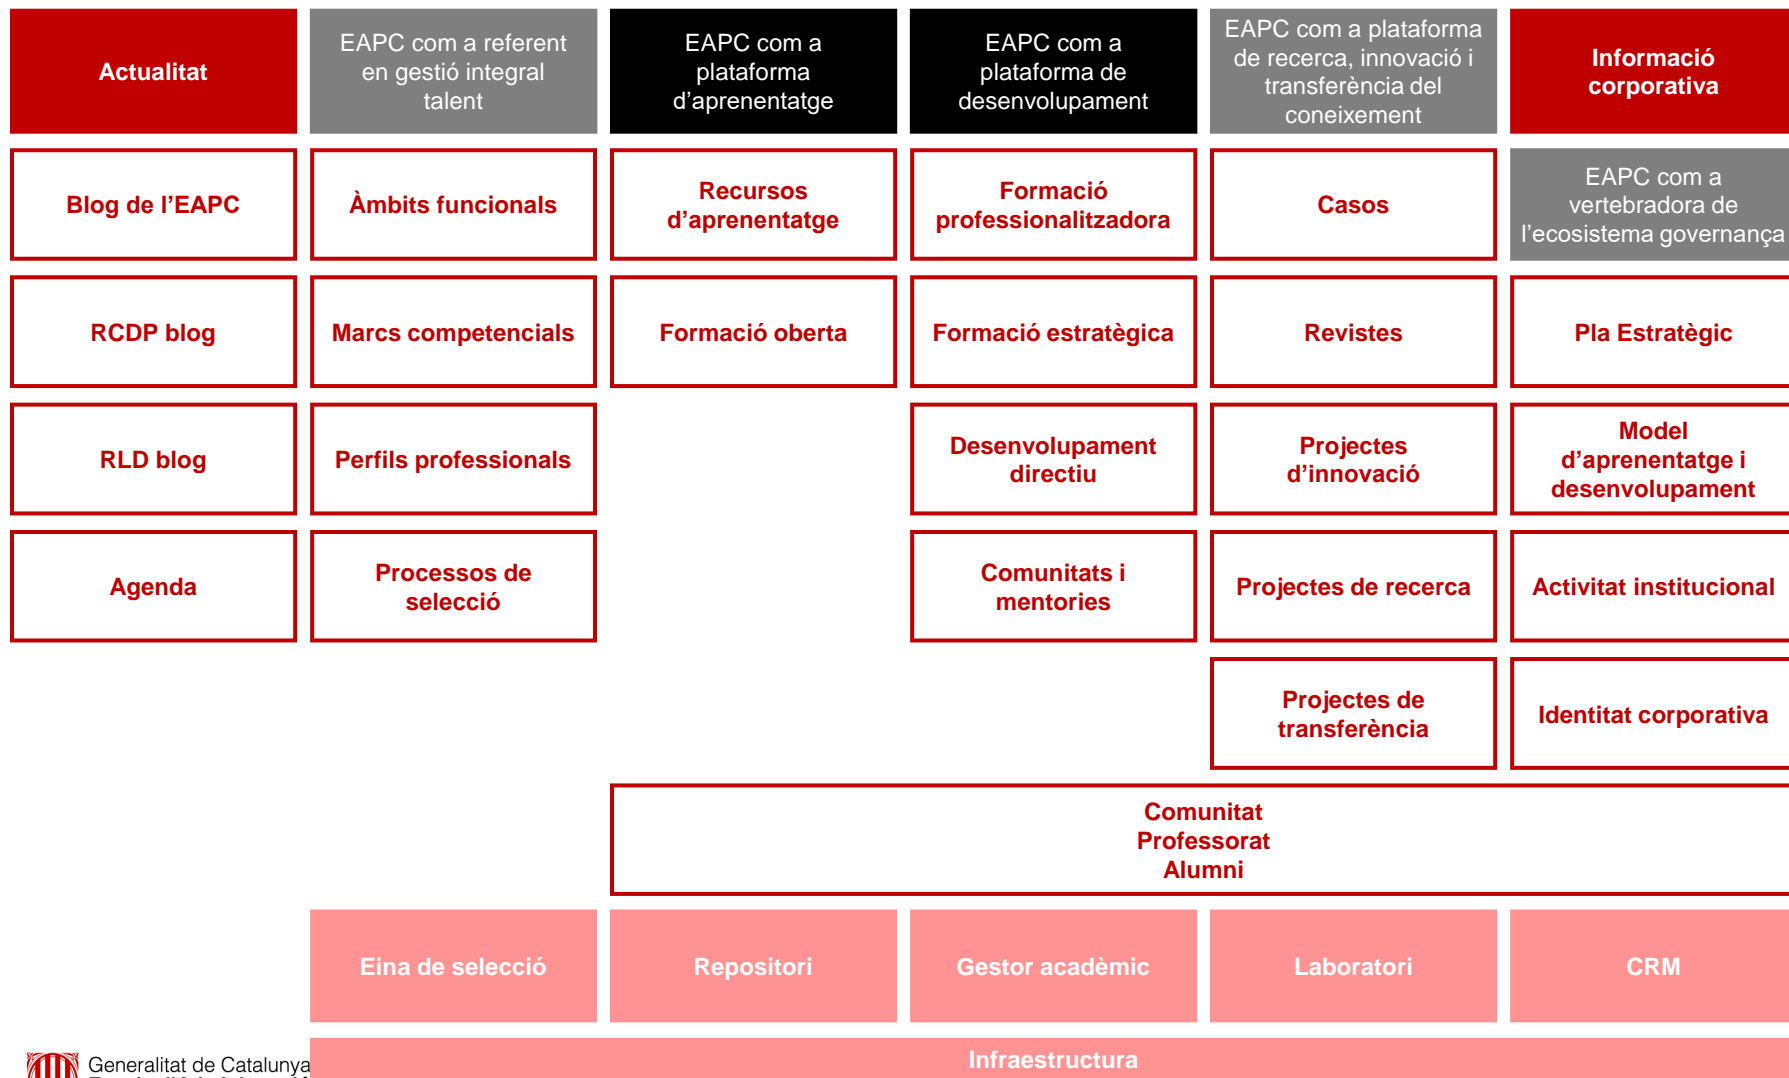 Actualitat
EAPC com a referent
en gestió integral
talent
EAPC com a
plataforma
d’aprenentatge
EAPC com a
plataforma de
desenvolupament
EAPC com a plataforma
de recerca, innovació i
transferència del
coneixement
Informació
corporativa
Blog de l’EAPC
Àmbits funcionals
Recursos
d’aprenentatge
Formació
professionalitzadora
Casos
EAPC com a
vertebradora de
l’ecosistema governança
RCDP blog
Marcs competencials
Formació oberta
Formació estratègica
Revistes
Pla Estratègic
RLD blog
Perfils professionals
Desenvolupament
directiu
Projectes
d’innovació
Model
d’aprenentatge i
desenvolupament
Agenda
Processos de
selecció
Comunitats i
mentories
Projectes de recerca
Activitat institucional
Projectes de
transferència
Identitat corporativa
Comunitat
Professorat
Alumni
Eina de selecció
Repositori
Gestor acadèmic
Laboratori
CRM
Infraestructura
Generalitat de Catalunya